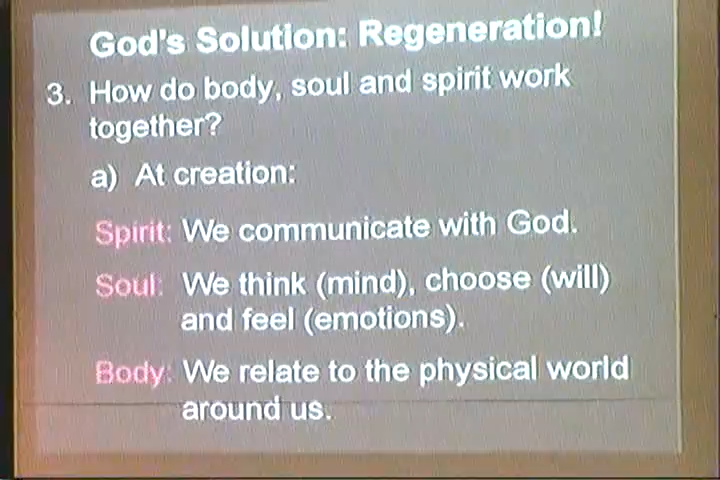 God's Solution: Regeneration!
3. How do body, soul and spirit work
together?
a) At creation:
Spirit: We communicate with God.
Soul: We think (mind), choose (will)
and feel (emotions).
Body: We relate to the physical world
around us.